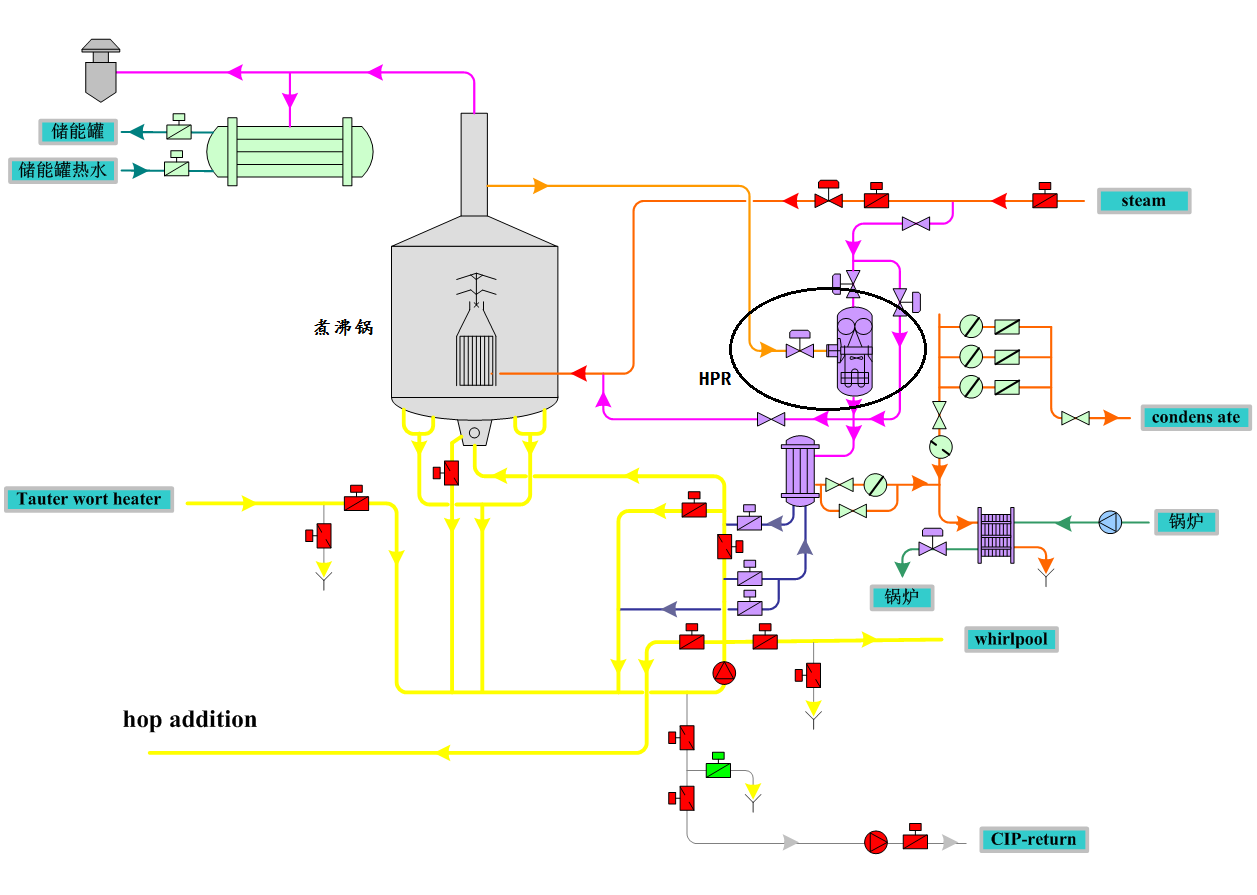 储能罐
储能罐热水
steam
煮沸锅
HPR
condens ate
Tauter wort heater
锅炉
锅炉
whirlpool
hop addition
CIP-return